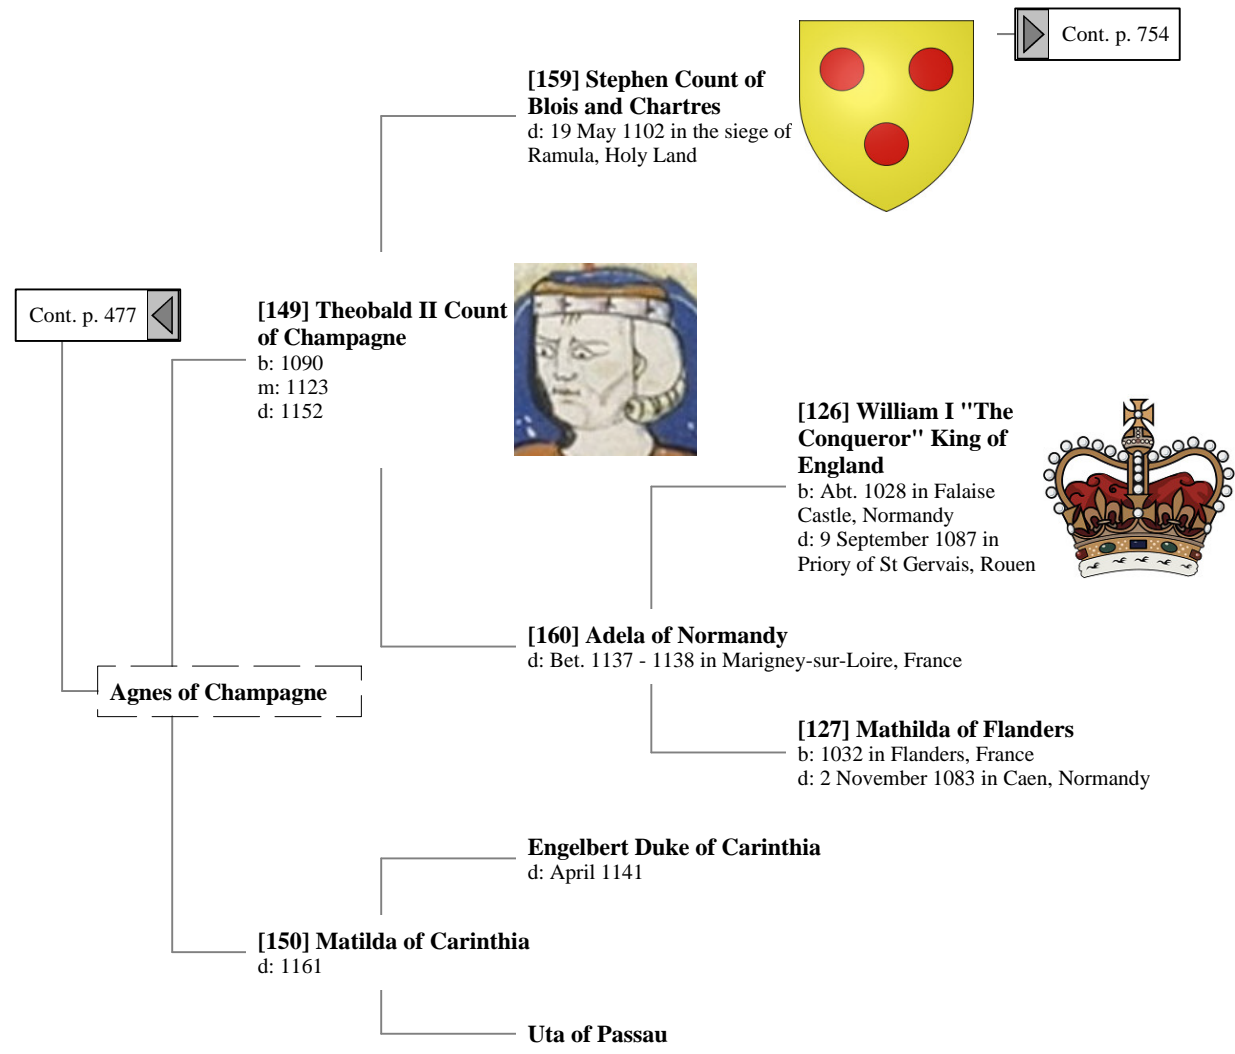 Cont. p. 754
[159] Stephen Count of
Blois and Chartres
d: 19 May 1102 in the siege of
Ramula, Holy Land
Cont. p. 477
[149] Theobald II Count
of Champagne
b: 1090
m: 1123
d: 1152
[126] William I "The
Conqueror" King of
England
b: Abt. 1028 in Falaise
Castle, Normandy
d: 9 September 1087 in
Priory of St Gervais, Rouen
[160] Adela of Normandy
d: Bet. 1137 - 1138 in Marigney-sur-Loire, France
Agnes of Champagne
[127] Mathilda of Flanders
b: 1032 in Flanders, France
d: 2 November 1083 in Caen, Normandy
Engelbert Duke of Carinthia
d: April 1141
[150] Matilda of Carinthia
d: 1161
Uta of Passau